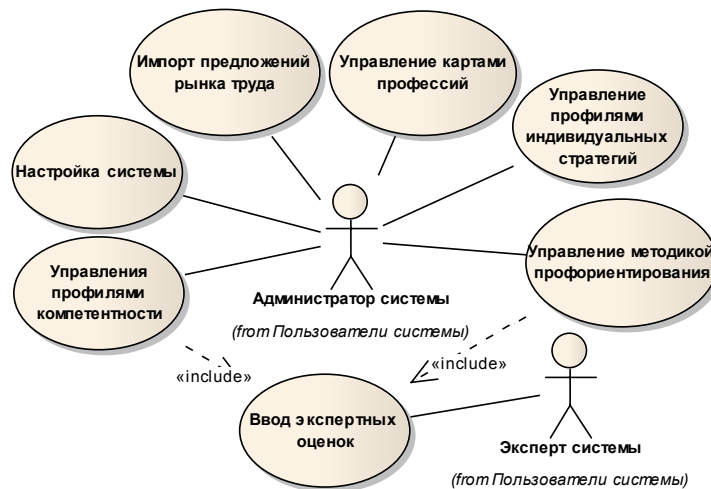 Импорт предложений
рынка труда
Управление картами
профессий
Управление
профилями
индивидуальных
стратегий
Настройка системы
Управления
профилями
компетентности
Администратор системы
(from Пользователи системы)
Управление методикой
профориентирования
«include»
«include»
Ввод экспертных
оценок
Эксперт системы
(from Пользователи системы)